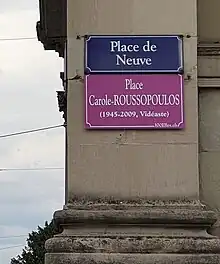 Place de
Neuve
Place
Carole-ROUSSOPOULOS
(1945-2009, Vidéaste)